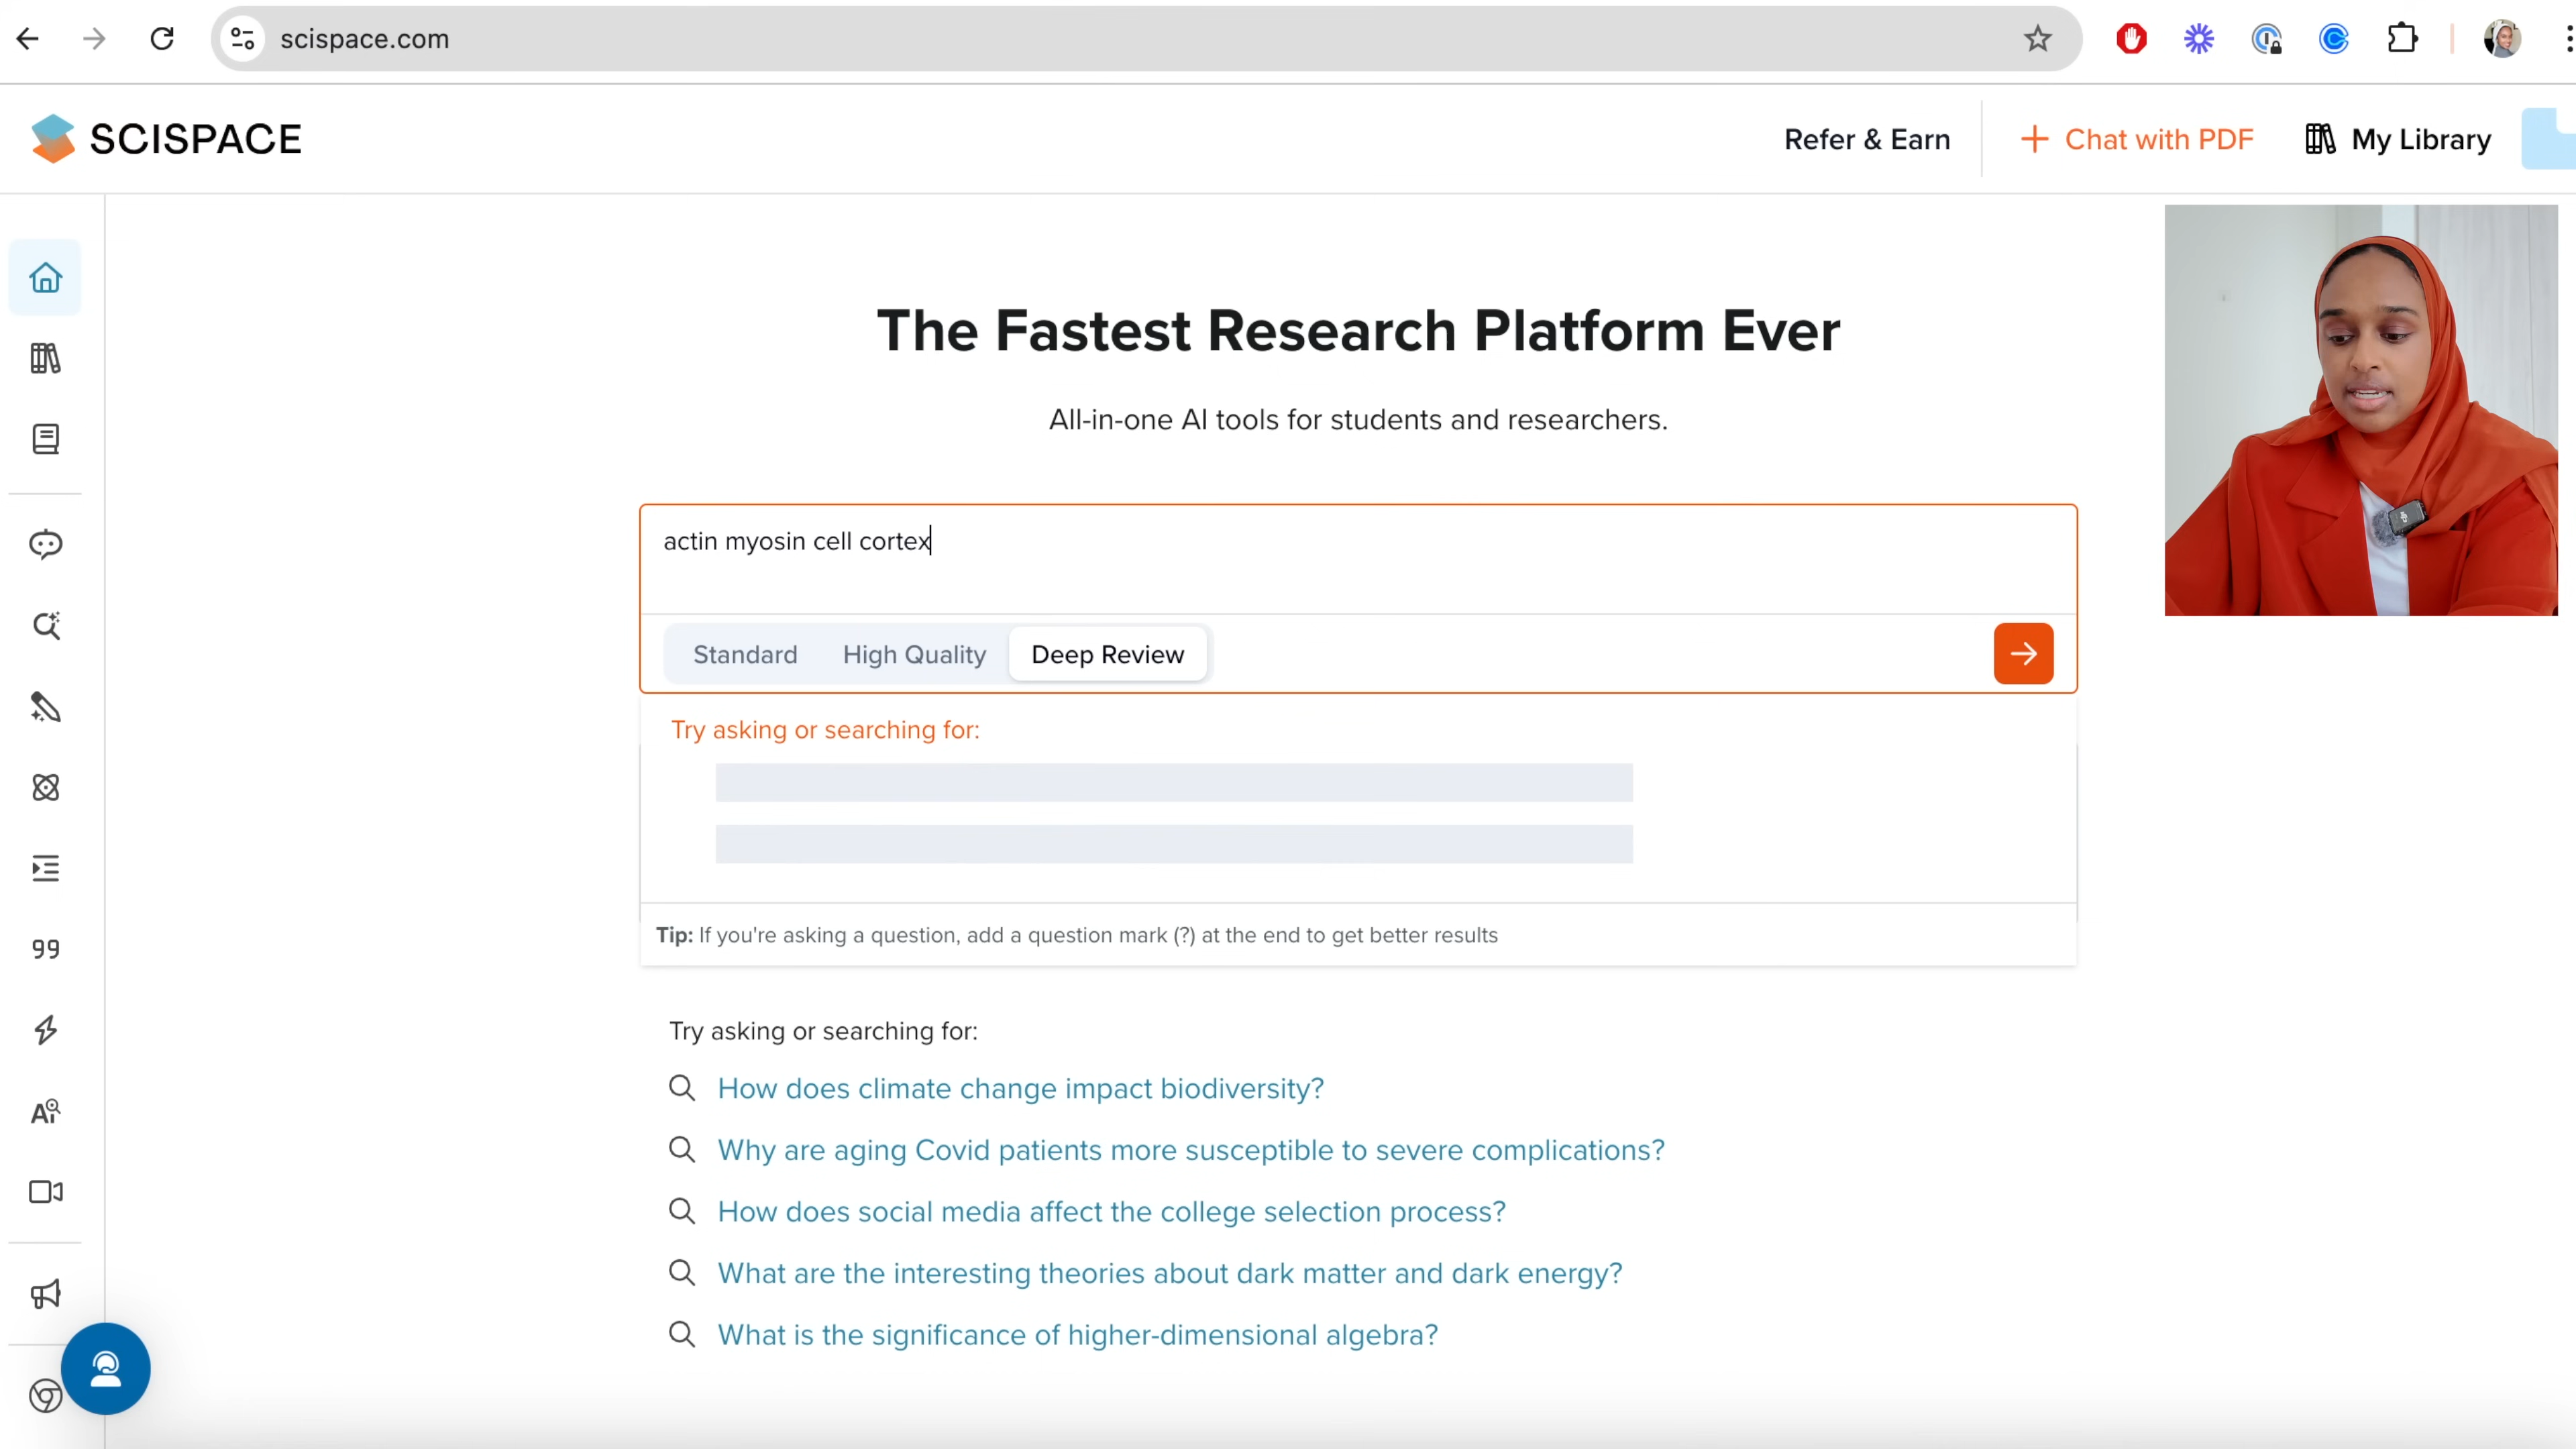 scispace.com
SCISPACE
Refer & Earn
Chat with PDF
My Library
The Fastest Research Platform Ever
All-in-one AI tools for students and researchers.
actin myosin cell cortex
Standard
High Quality
Deep Review
Try asking or searching for:
Tip: If you're asking a question, add a question mark (?) at the end to get better results
Try asking or searching for:
How does climate change impact biodiversity?
Why are aging Covid patients more susceptible to severe complications?
How does social media affect the college selection process?
What are the interesting theories about dark matter and dark energy?
What is the significance of higher-dimensional algebra?